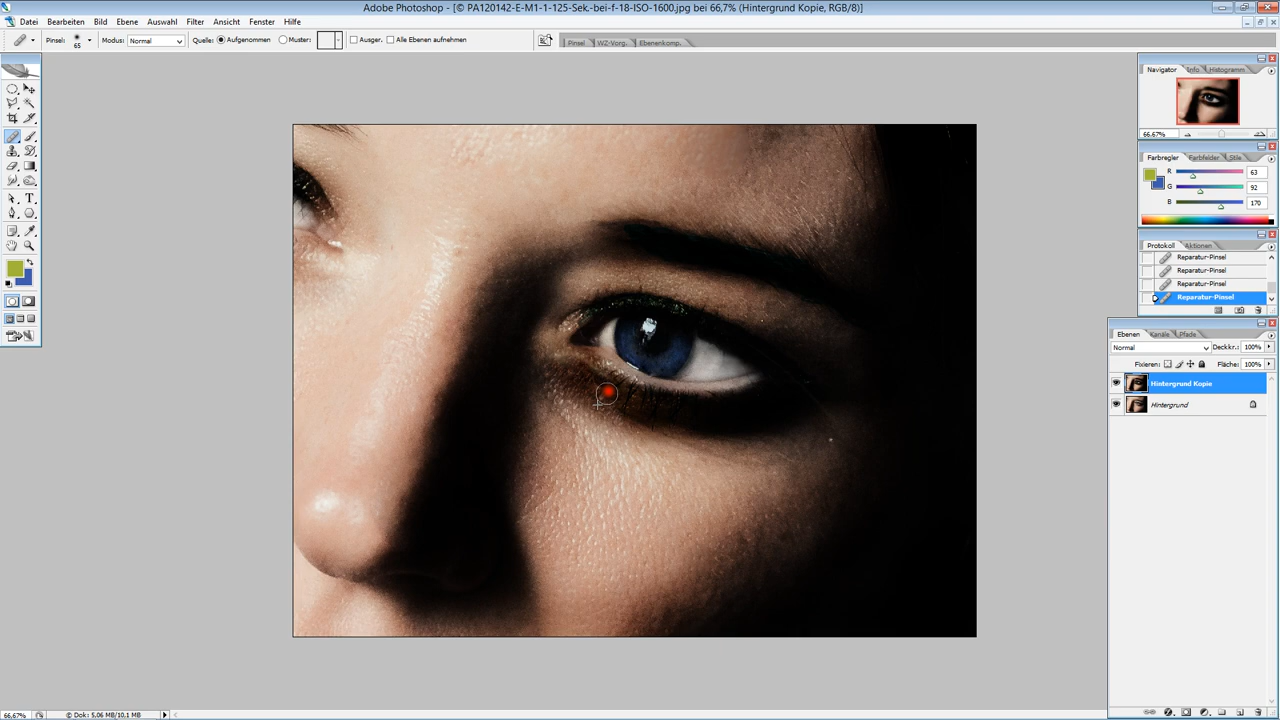 Adobe Photoshop - [© PA120142-E-M1-1-125-Sek-bei-f-18-ISO-1600.jpg bei 66,7% (Hintergrund Kopie, RGB/8)]
Datei Bearbeiten Bild Ebene Auswahl Filter Ansicht Fenster Hilfe
Pinsel: 65 Modus: Normal Quelle: Aufgenommen Muster: Ausger. Alle Ebenen aufnehmen Pinsel WZ-Vorg. Ebenenkomp.
Navigator Info Histogramm
66.67%
Farbregler Farbfelder Stile
R 63
G 92
B 170
Protokoll Aktionen
Reparatur-Pinsel
Reparatur-Pinsel
Reparatur-Pinsel
Reparatur-Pinsel
Ebenen Kanäle Pfade
Normal Deckkr.: 100%
Fixieren: Fläche: 100%
Hintergrund Kopie
Hintergrund
66,67% © Dok: 5,06 MB/10,1 MB